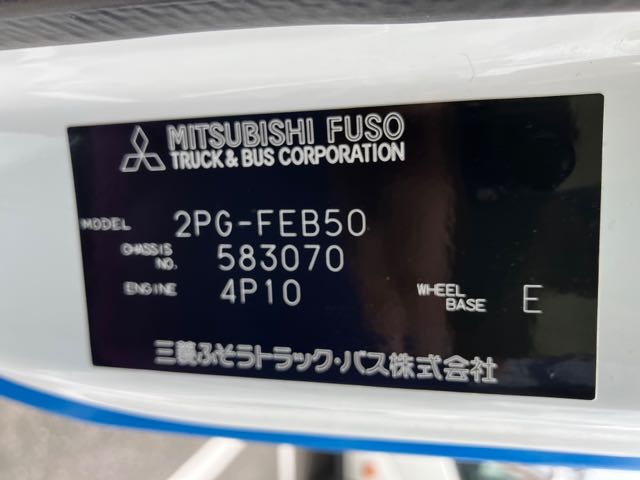 MITSUBISHI FUSO
TRUCK & BUS CORPORATION
MODEL 2PG-FEB50
CHASSIS NO. 583070
ENGINE 4P10 WHEEL BASE E
三菱ふそうトラック・バス株式会社